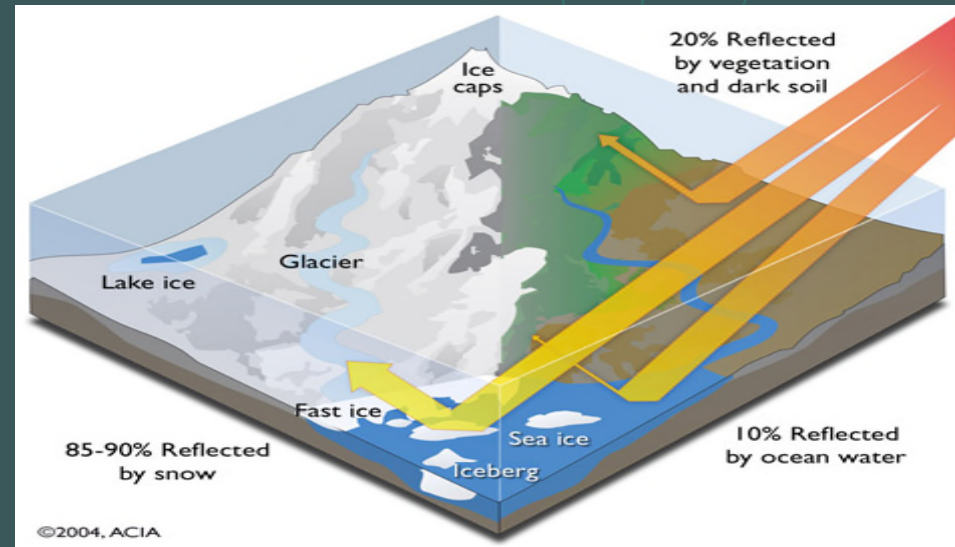 20% Reflected
by vegetation
and dark soil
Ice
caps
Glacier
Lake ice
Fast ice
Sea ice
Iceberg
85-90% Reflected
by snow
10% Reflected
by ocean water
©2004, ACIA